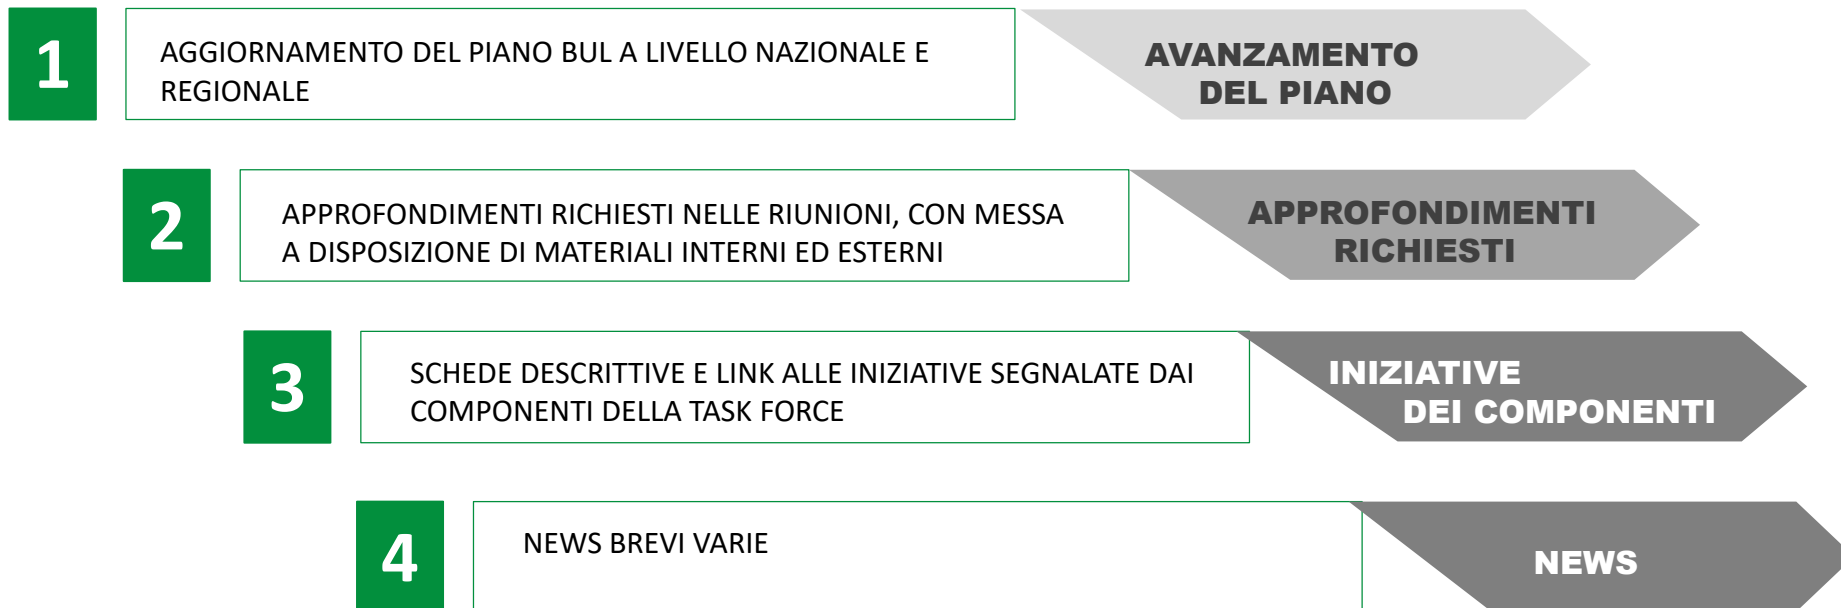 1
AGGIORNAMENTO DEL PIANO BUL A LIVELLO NAZIONALE E
REGIONALE
AVANZAMENTO
DEL PIANO
2
APPROFONDIMENTI RICHIESTI NELLE RIUNIONI, CON MESSA
A DISPOSIZIONE DI MATERIALI INTERNI ED ESTERNI
APPROFONDIMENTI
RICHIESTI
3
SCHEDE DESCRITTIVE E LINK ALLE INIZIATIVE SEGNALATE DAI
COMPONENTI DELLA TASK FORCE
INIZIATIVE
DEI COMPONENTI
4
NEWS BREVI VARIE
NEWS